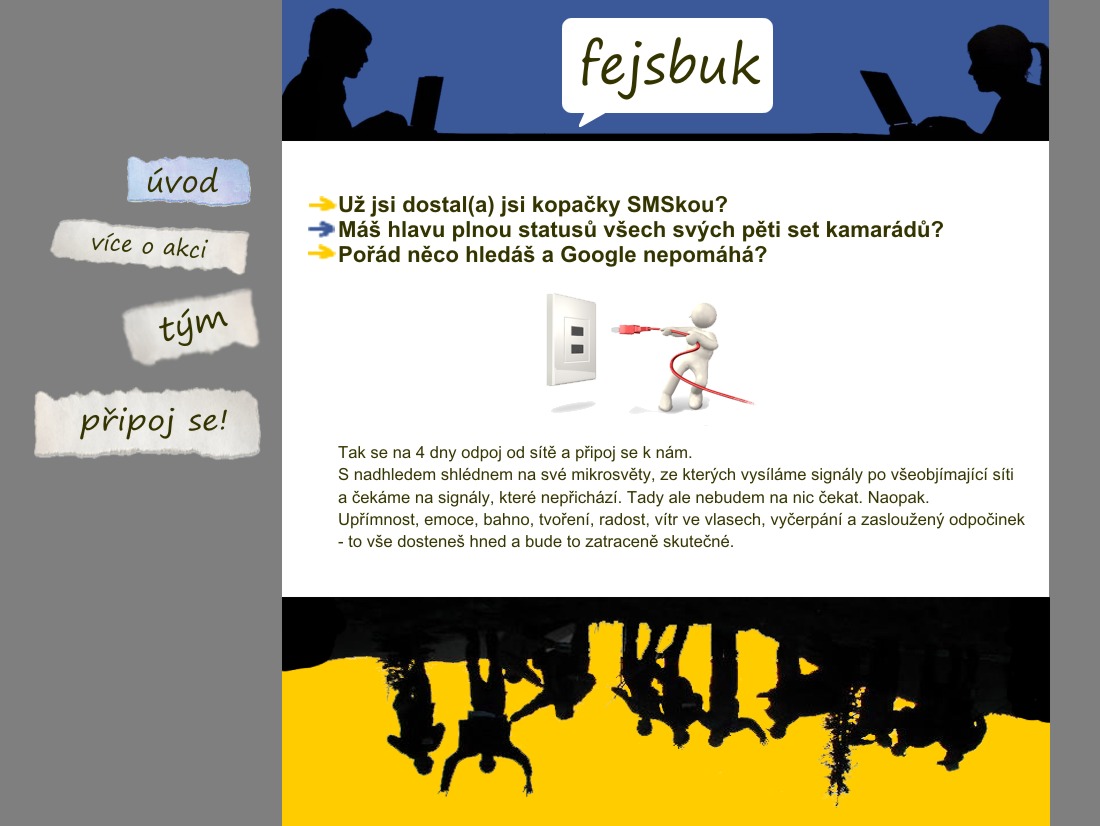 fejsbuk
úvod
více o akci
tým
připoj se!
Už jsi dostal(a) jsi kopačky SMSkou?
Máš hlavu plnou statusů všech svých pěti set kamarádů?
Pořád něco hledáš a Google nepomáhá?
Tak se na 4 dny odpoj od sítě a připoj se k nám.
S nadhledem shlédnem na své mikrosvěty, ze kterých vysíláme signály po všeobjímající síti
a čekáme na signály, které nepřichází. Tady ale nebudem na nic čekat. Naopak.
Upřímnost, emoce, bahno, tvoření, radost, vítr ve vlasech, vyčerpání a zasloužený odpočinek
- to vše dosteneš hned a bude to zatraceně skutečné.